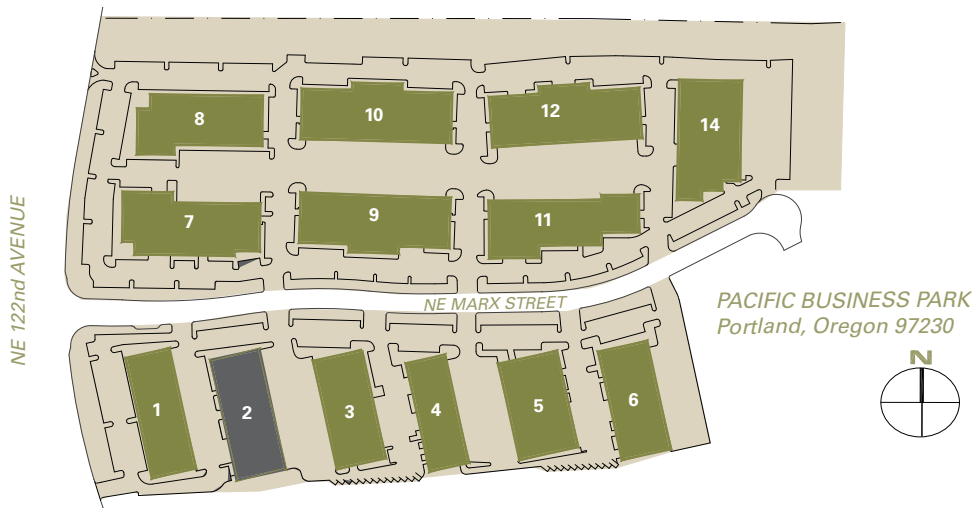 8
10
12
14
7
9
11
NE 122nd AVENUE
NE MARX STREET
PACIFIC BUSINESS PARK
Portland, Oregon 97230
N
1
2
3
4
5
6